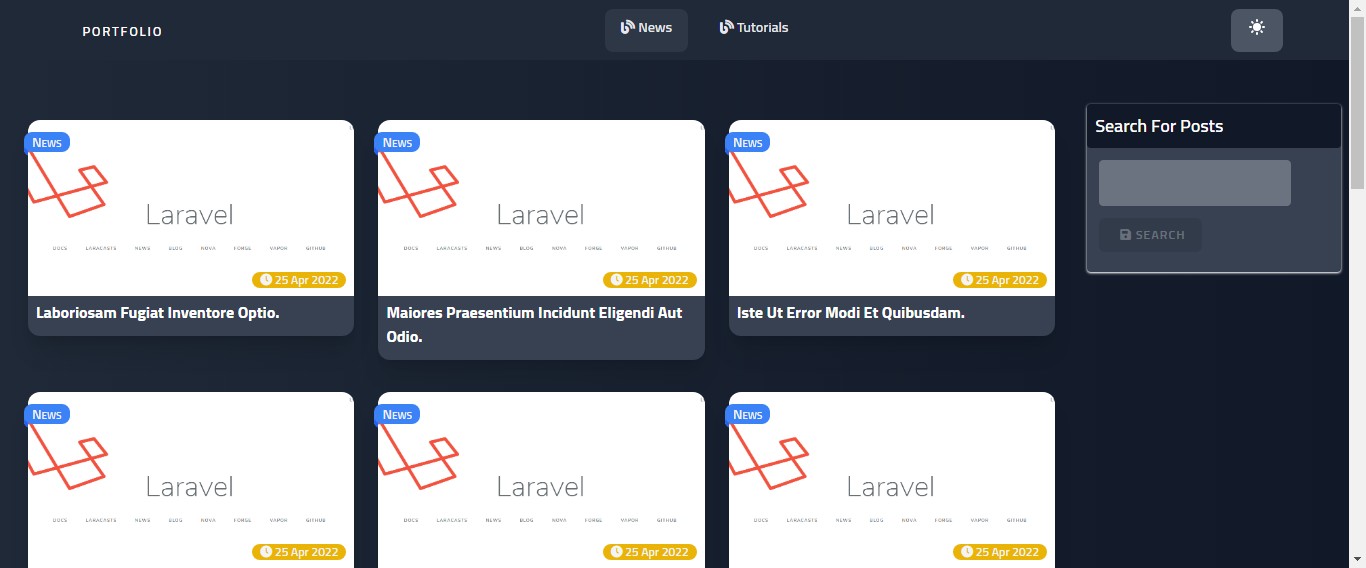 PORTFOLIO
News
Tutorials
Search For Posts
SEARCH
News
Laravel
DOCS LARACASTS NEWS BLOG NOVA FORGE VAPOR GITHUB
25 Apr 2022
Laboriosam Fugiat Inventore Optio.
News
Laravel
DOCS LARACASTS NEWS BLOG NOVA FORGE VAPOR GITHUB
25 Apr 2022
Maiores Praesentium Incidunt Eligendi Aut
Odio.
News
Laravel
DOCS LARACASTS NEWS BLOG NOVA FORGE VAPOR GITHUB
25 Apr 2022
Iste Ut Error Modi Et Quibusdam.
News
Laravel
DOCS LARACASTS NEWS BLOG NOVA FORGE VAPOR GITHUB
25 Apr 2022
News
Laravel
DOCS LARACASTS NEWS BLOG NOVA FORGE VAPOR GITHUB
25 Apr 2022
News
Laravel
DOCS LARACASTS NEWS BLOG NOVA FORGE VAPOR GITHUB
25 Apr 2022